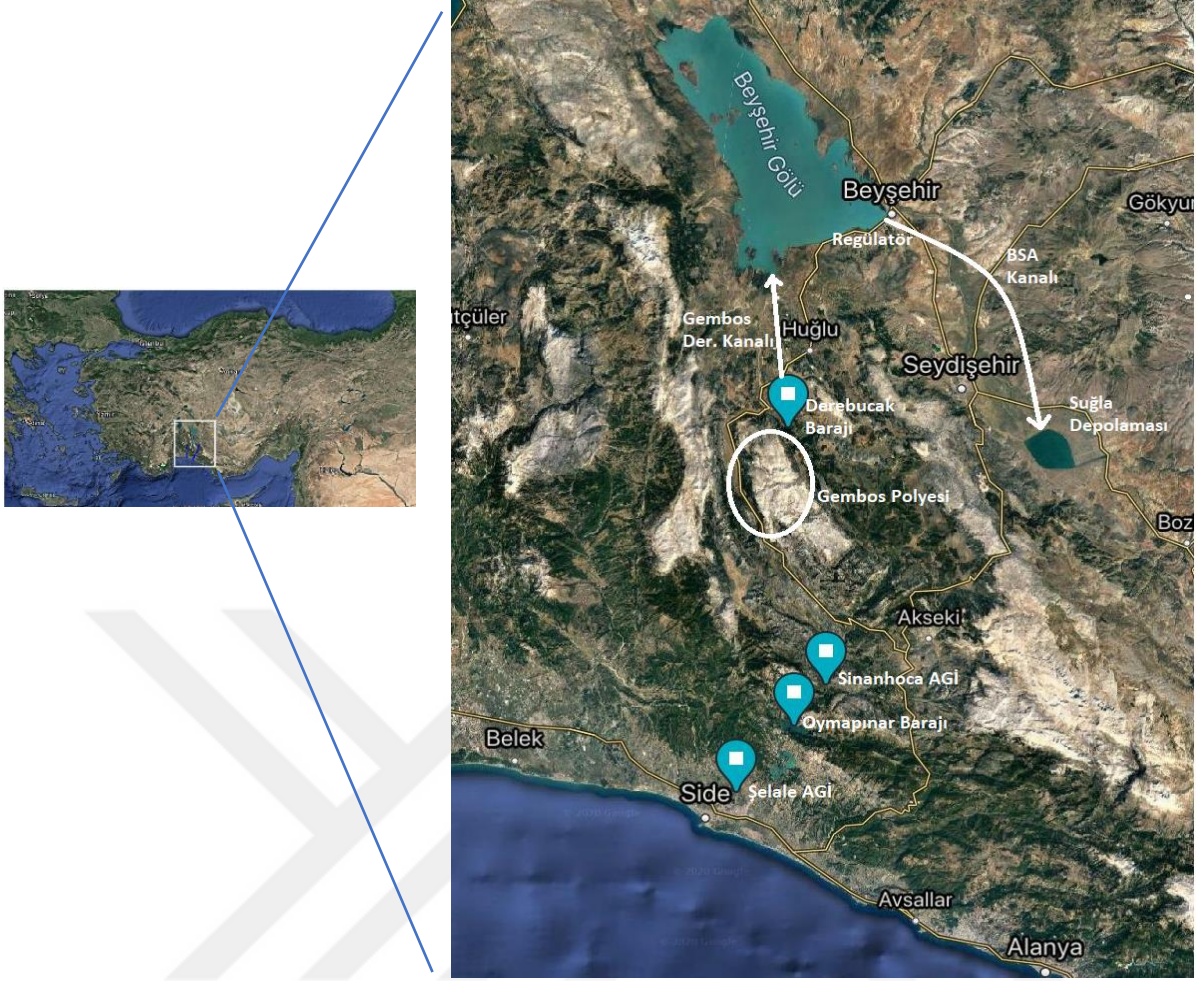 Beyşehir Gölü
Beyşehir
Gökyur
Regülatör
BSA
Kanalı
tçüler
Gembos
Der. Kanalı
Huğlu
Seydişehir
Derebucak
Barajı
Suğla
Depolaması
Gembos Polyesi
Boz
Akseki
Sinanhoca AGİ
Oymapınar Barajı
Belek
Side
Şelale AGİ
Avsallar
Alanya